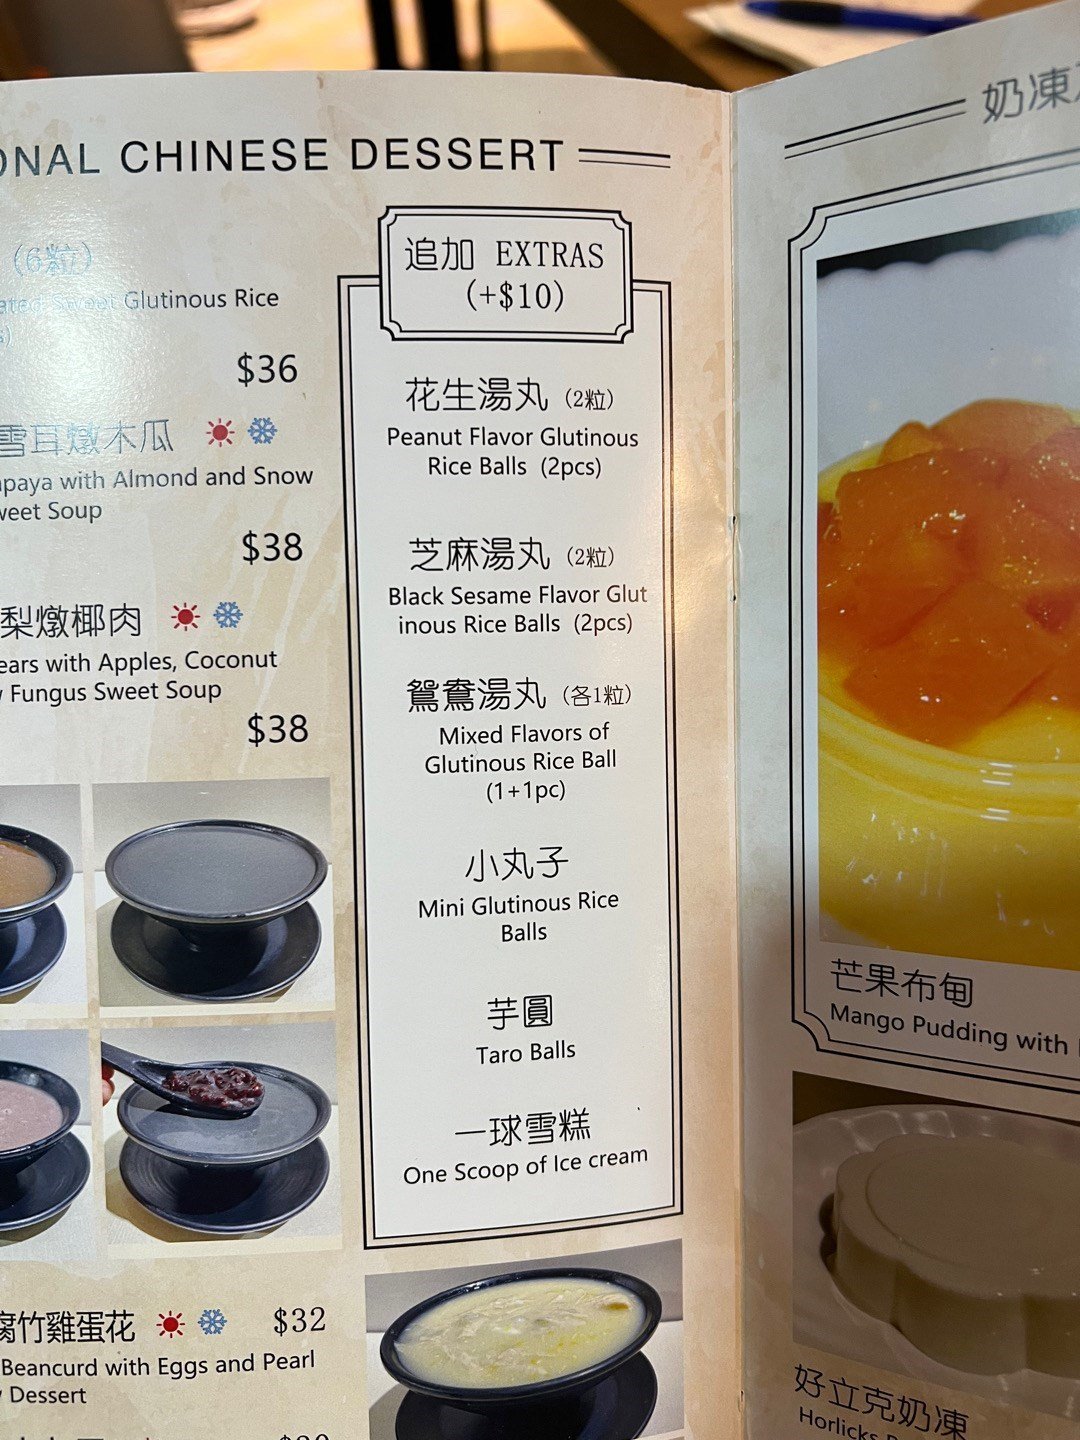 CHINESE DESSERT
(6粒)
Sweet Glutinous Rice
$36
雪耳燉木瓜
with Almond and Snow
Soup
$38
梨燉椰肉
with Apples, Coconut
Fungus Sweet Soup
$38
追加 EXTRAS
(+$10)
花生湯丸 (2粒)
Peanut Flavor Glutinous
Rice Balls (2pcs)
芝麻湯丸 (2粒)
Black Sesame Flavor Glut
inous Rice Balls (2pcs)
鴛鴦湯丸 (各1粒)
Mixed Flavors of
Glutinous Rice Ball
(1+1pc)
小丸子
Mini Glutinous Rice
Balls
芋圓
Taro Balls
一球雪糕
One Scoop of Ice cream
腐竹雞蛋花 $32
Beancurd with Eggs and Pearl
Dessert
奶凍
芒果布甸
Mango Pudding with
好立克奶凍
Horlicks